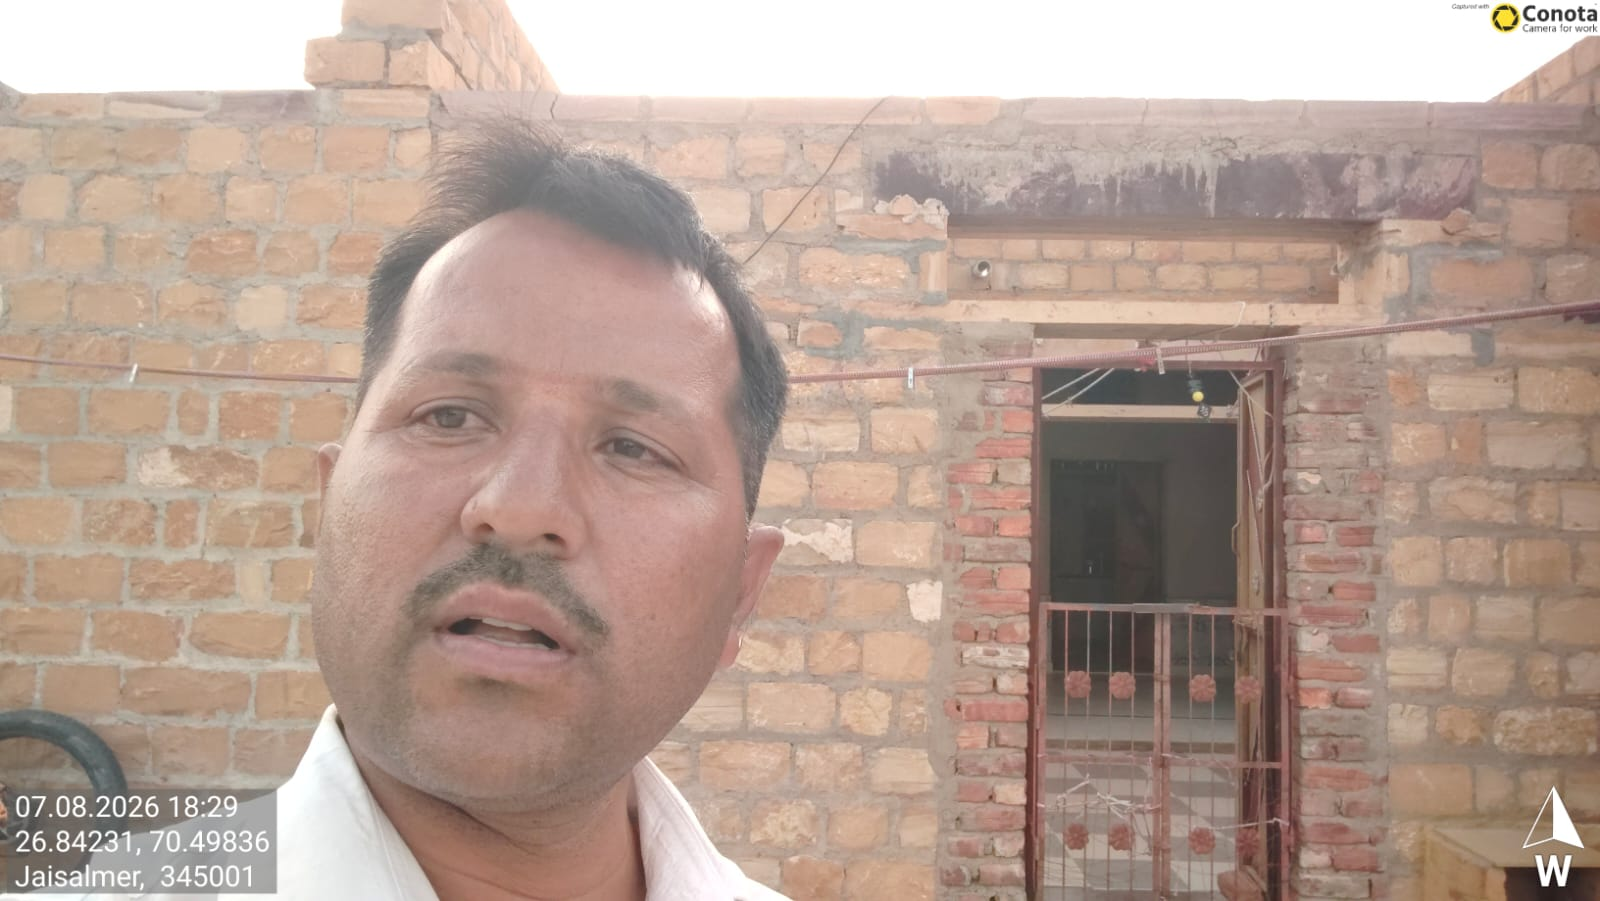 Captured with
Conota
Camera for work
07.08.2026 18:29
26.84231, 70.49836
Jaisalmer, 345001
W